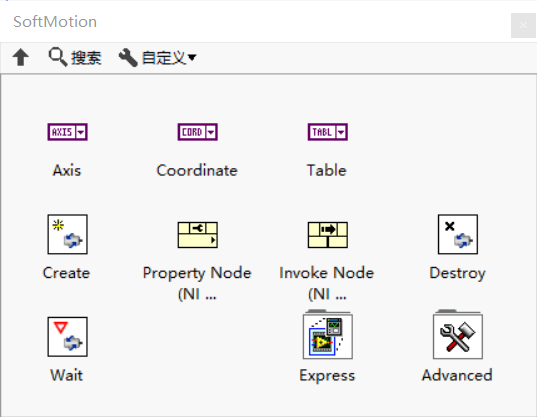 SoftMotion
搜索 自定义
AXIS CORD TABL
Axis Coordinate Table
Create Property Node (NI ... Invoke Node (NI ... Destroy
Wait Express Advanced